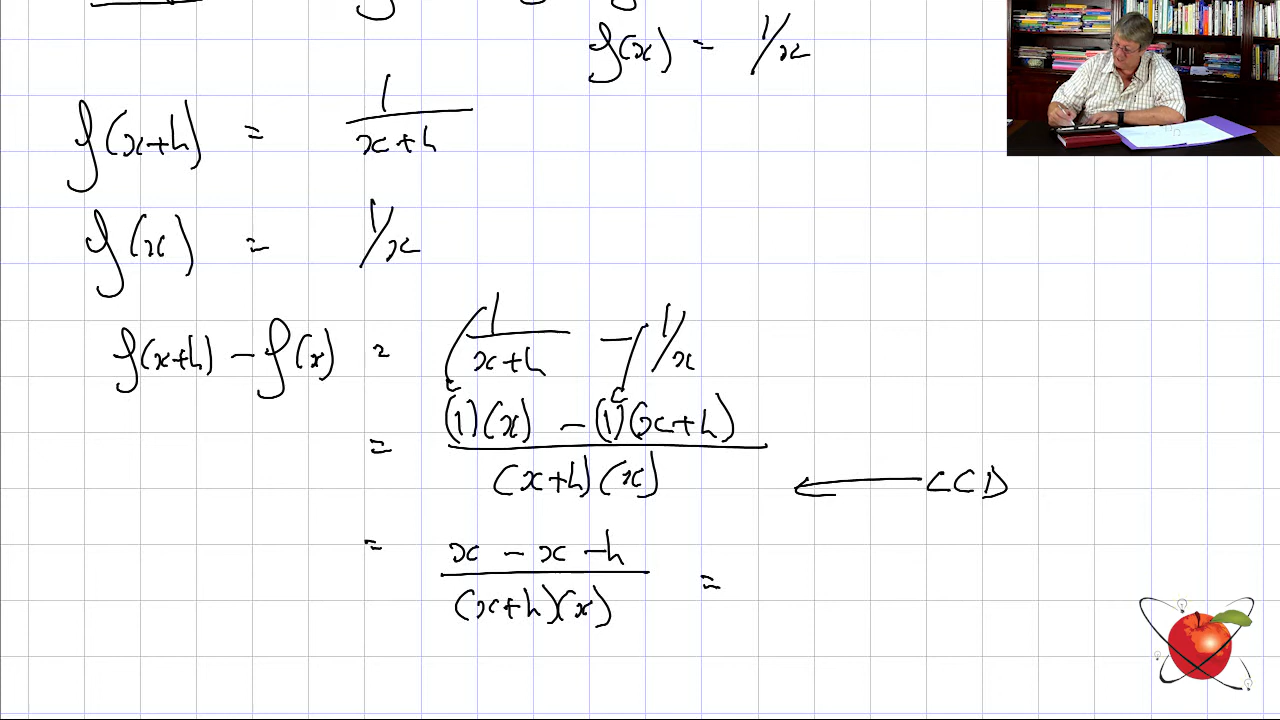 f(x) = 1/x
f(x+h) = 1/(x+h)
f(x) = 1/x
f(x+h) - f(x) = 1/(x+h) - 1/x
= ((1)(x) - (1)(x+h))/((x+h)(x)) ← LCD
= (x - x - h)/((x+h)(x)) =